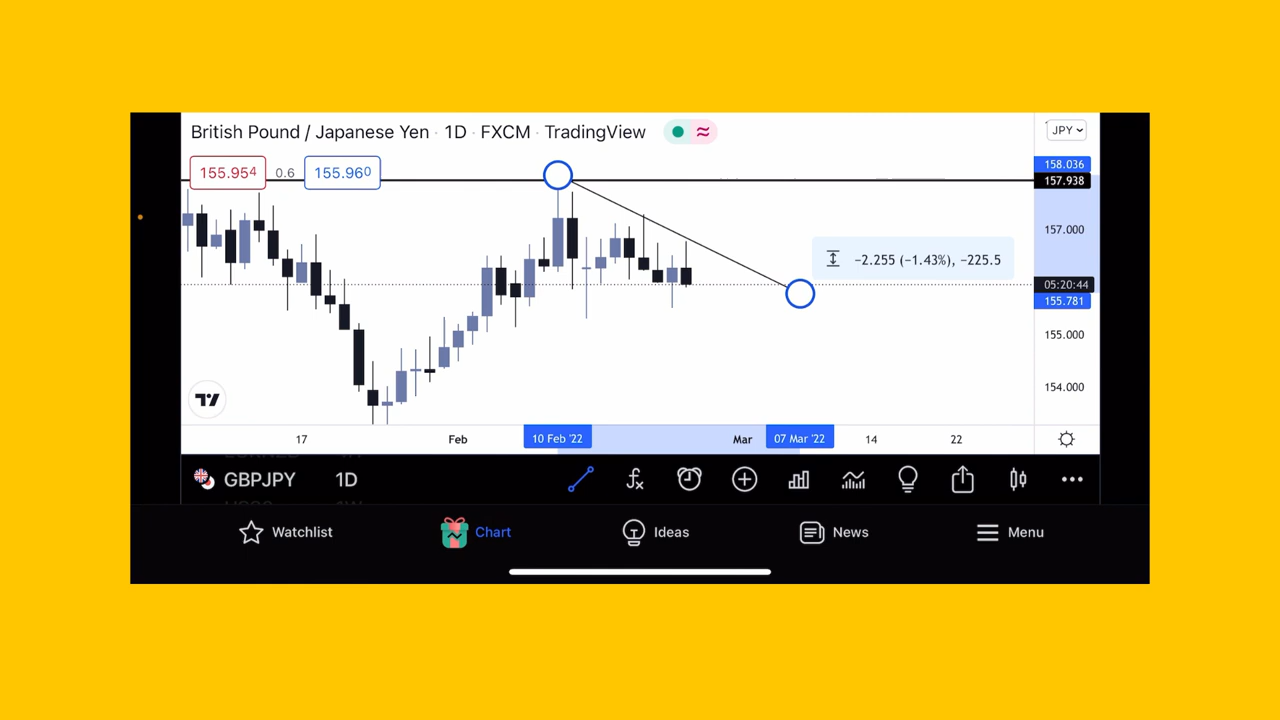 British Pound / Japanese Yen · 1D · FXCM · TradingView
JPY
155.954 0.6 155.960
158.036
157.938
157.000
−2.255 (−1.43%), −225.5
05:20:44
155.781
155.000
154.000
17 Feb 10 Feb '22 Mar 07 Mar '22 14 22
GBPJPY 1D
Watchlist Chart Ideas News Menu